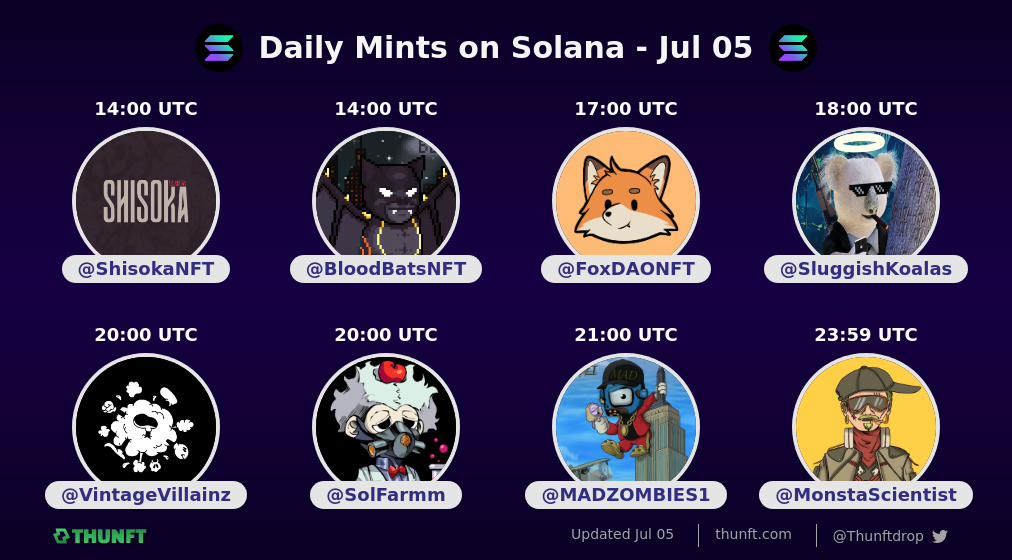 Daily Mints on Solana - Jul 05
14:00 UTC
14:00 UTC
17:00 UTC
18:00 UTC
SHISOKA
@ShisokaNFT
@BloodBatsNFT
@FoxDAONFT
@SluggishKoalas
20:00 UTC
20:00 UTC
21:00 UTC
23:59 UTC
MAD
@VintageVillainz
@SolFarmm
@MADZOMBIES1
@MonstaScientist
THUNFT
Updated Jul 05
thunft.com
@Thunftdrop